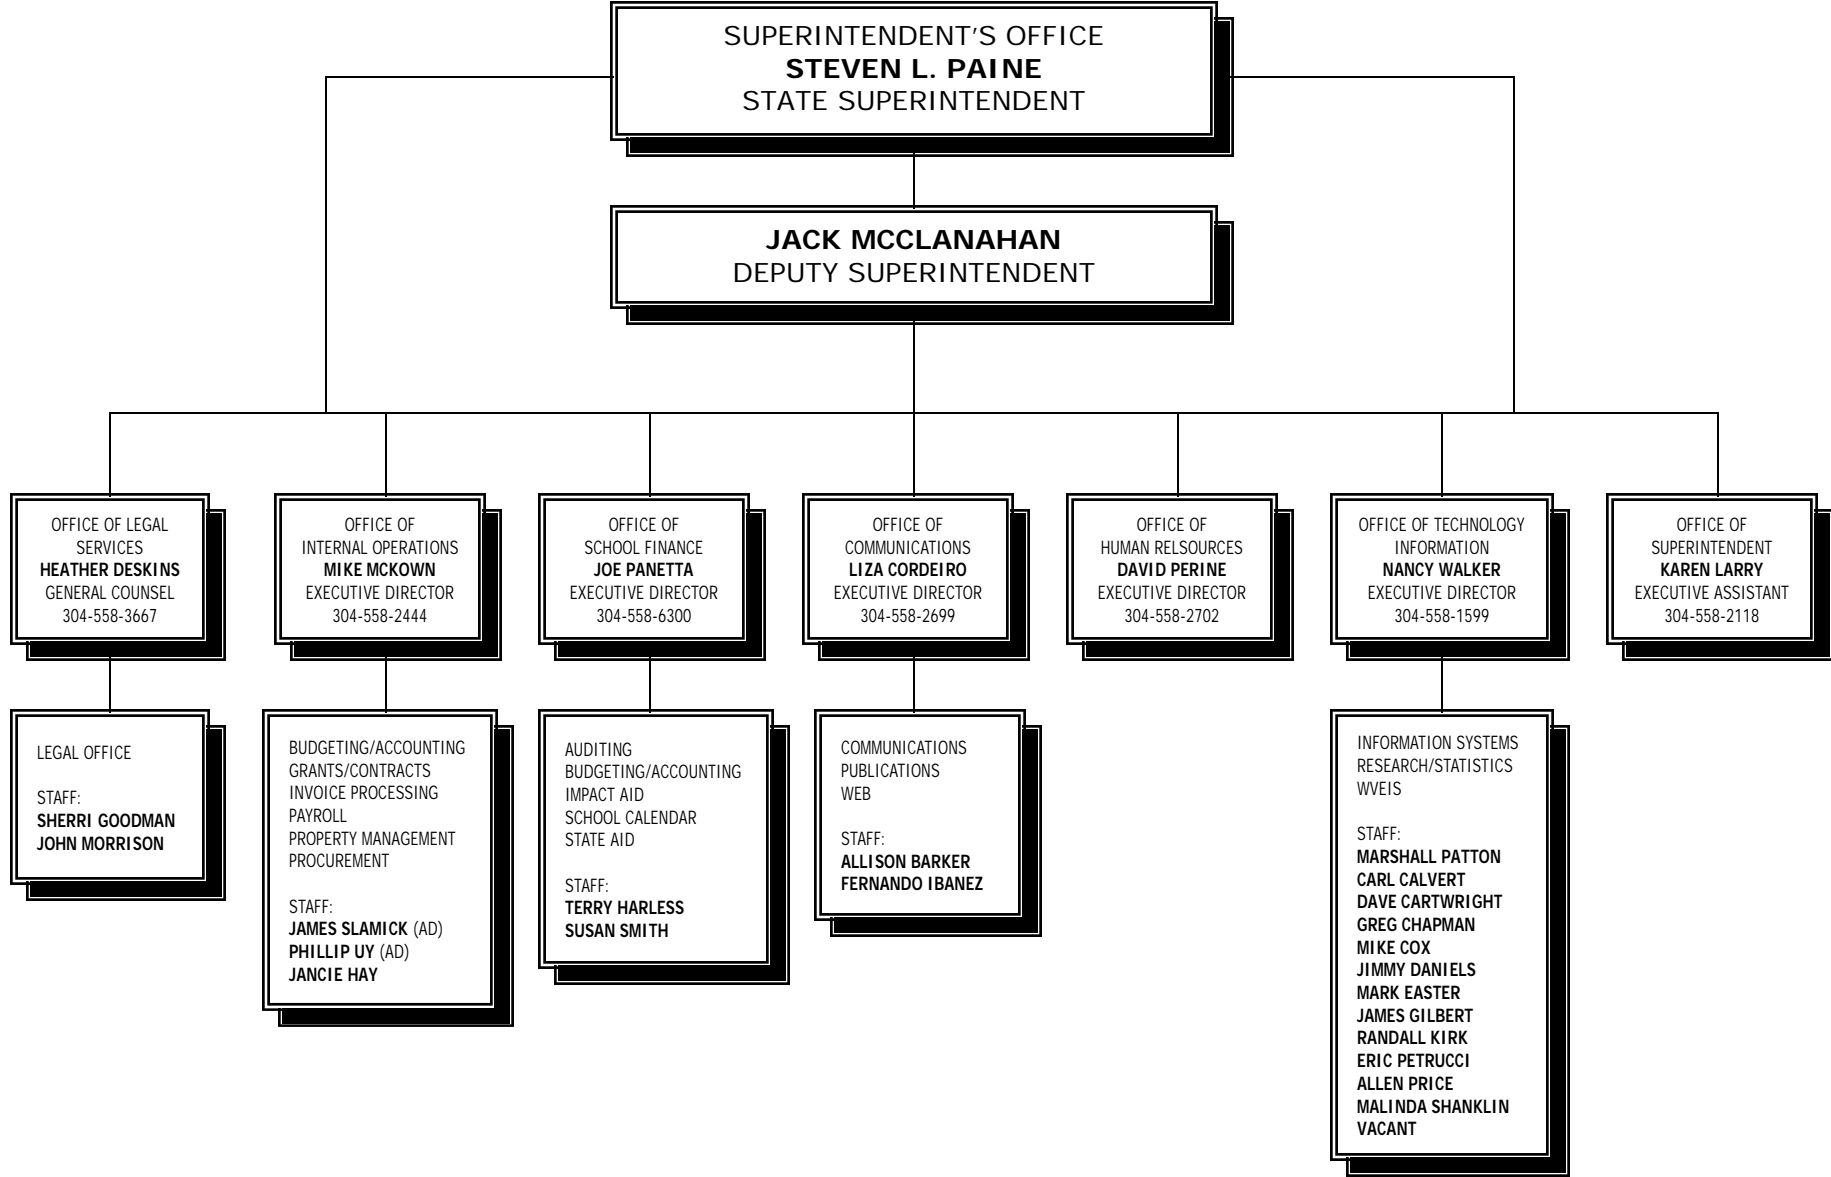 SUPERINTENDENT'S OFFICE
STEVEN L. PAINE
STATE SUPERINTENDENT
JACK MCCLANAHAN
DEPUTY SUPERINTENDENT
OFFICE OF LEGAL
SERVICES
HEATHER DESKINS
GENERAL COUNSEL
304-558-3667
OFFICE OF
INTERNAL OPERATIONS
MIKE MCKOWN
EXECUTIVE DIRECTOR
304-558-2444
OFFICE OF
SCHOOL FINANCE
JOE PANETTA
EXECUTIVE DIRECTOR
304-558-6300
OFFICE OF
COMMUNICATIONS
LIZA CORDEIRO
EXECUTIVE DIRECTOR
304-558-2699
OFFICE OF
HUMAN RELSOURCES
DAVID PERINE
EXECUTIVE DIRECTOR
304-558-2702
OFFICE OF TECHNOLOGY
INFORMATION
NANCY WALKER
EXECUTIVE DIRECTOR
304-558-1599
OFFICE OF
SUPERINTENDENT
KAREN LARRY
EXECUTIVE ASSISTANT
304-558-2118
LEGAL OFFICE
STAFF:
SHERRI GOODMAN
JOHN MORRISON
BUDGETING/ACCOUNTING
GRANTS/CONTRACTS
INVOICE PROCESSING
PAYROLL
PROPERTY MANAGEMENT
PROCUREMENT
STAFF:
JAMES SLAMICK (AD)
PHILLIP UY (AD)
JANCIE HAY
AUDITING
BUDGETING/ACCOUNTING
IMPACT AID
SCHOOL CALENDAR
STATE AID
STAFF:
TERRY HARLESS
SUSAN SMITH
COMMUNICATIONS
PUBLICATIONS
WEB
STAFF:
ALLISON BARKER
FERNANDO IBANEZ
INFORMATION SYSTEMS
RESEARCH/STATISTICS
WVEIS
STAFF:
MARSHALL PATTON
CARL CALVERT
DAVE CARTWRIGHT
GREG CHAPMAN
MIKE COX
JIMMY DANIELS
MARK EASTER
JAMES GILBERT
RANDALL KIRK
ERIC PETRUCCI
ALLEN PRICE
MALINDA SHANKLIN
VACANT